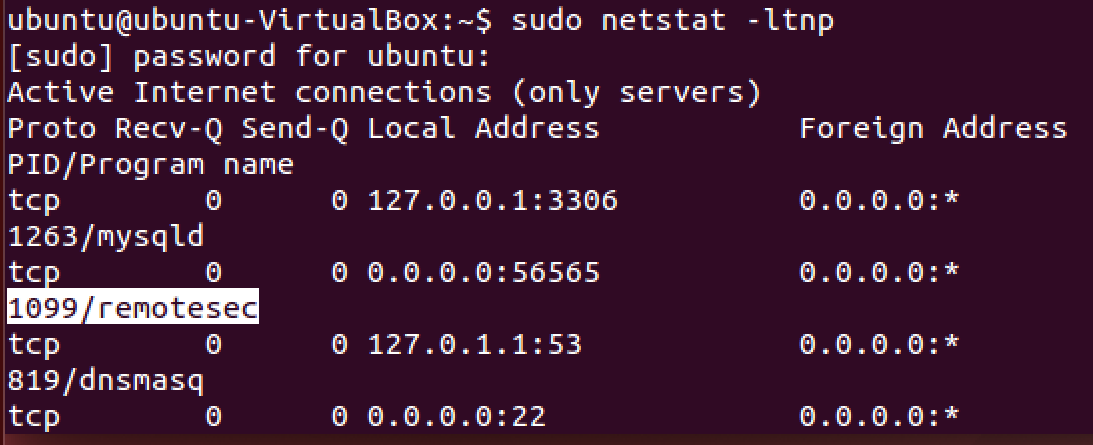 ubuntu@ubuntu-VirtualBox:~$ sudo netstat -ltnp
[sudo] password for ubuntu:
Active Internet connections (only servers)
Proto Recv-Q Send-Q Local Address           Foreign Address
PID/Program name
tcp        0      0 127.0.0.1:3306          0.0.0.0:*
1263/mysqld
tcp        0      0 0.0.0.0:56565           0.0.0.0:*
1099/remotesec
tcp        0      0 127.0.1.1:53            0.0.0.0:*
819/dnsmasq
tcp        0      0 0.0.0.0:22              0.0.0.0:*